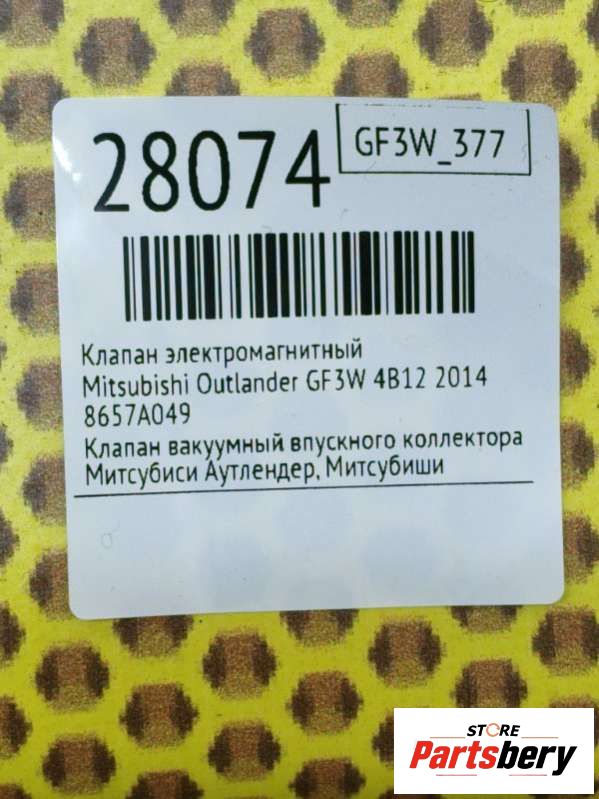 28074
GF3W_377
Клапан электромагнитный
Mitsubishi Outlander GF3W 4B12 2014
8657A049
Клапан вакуумный впускного коллектора
Митсубиси Аутлендер, Митсубиши
STORE
Partsbery